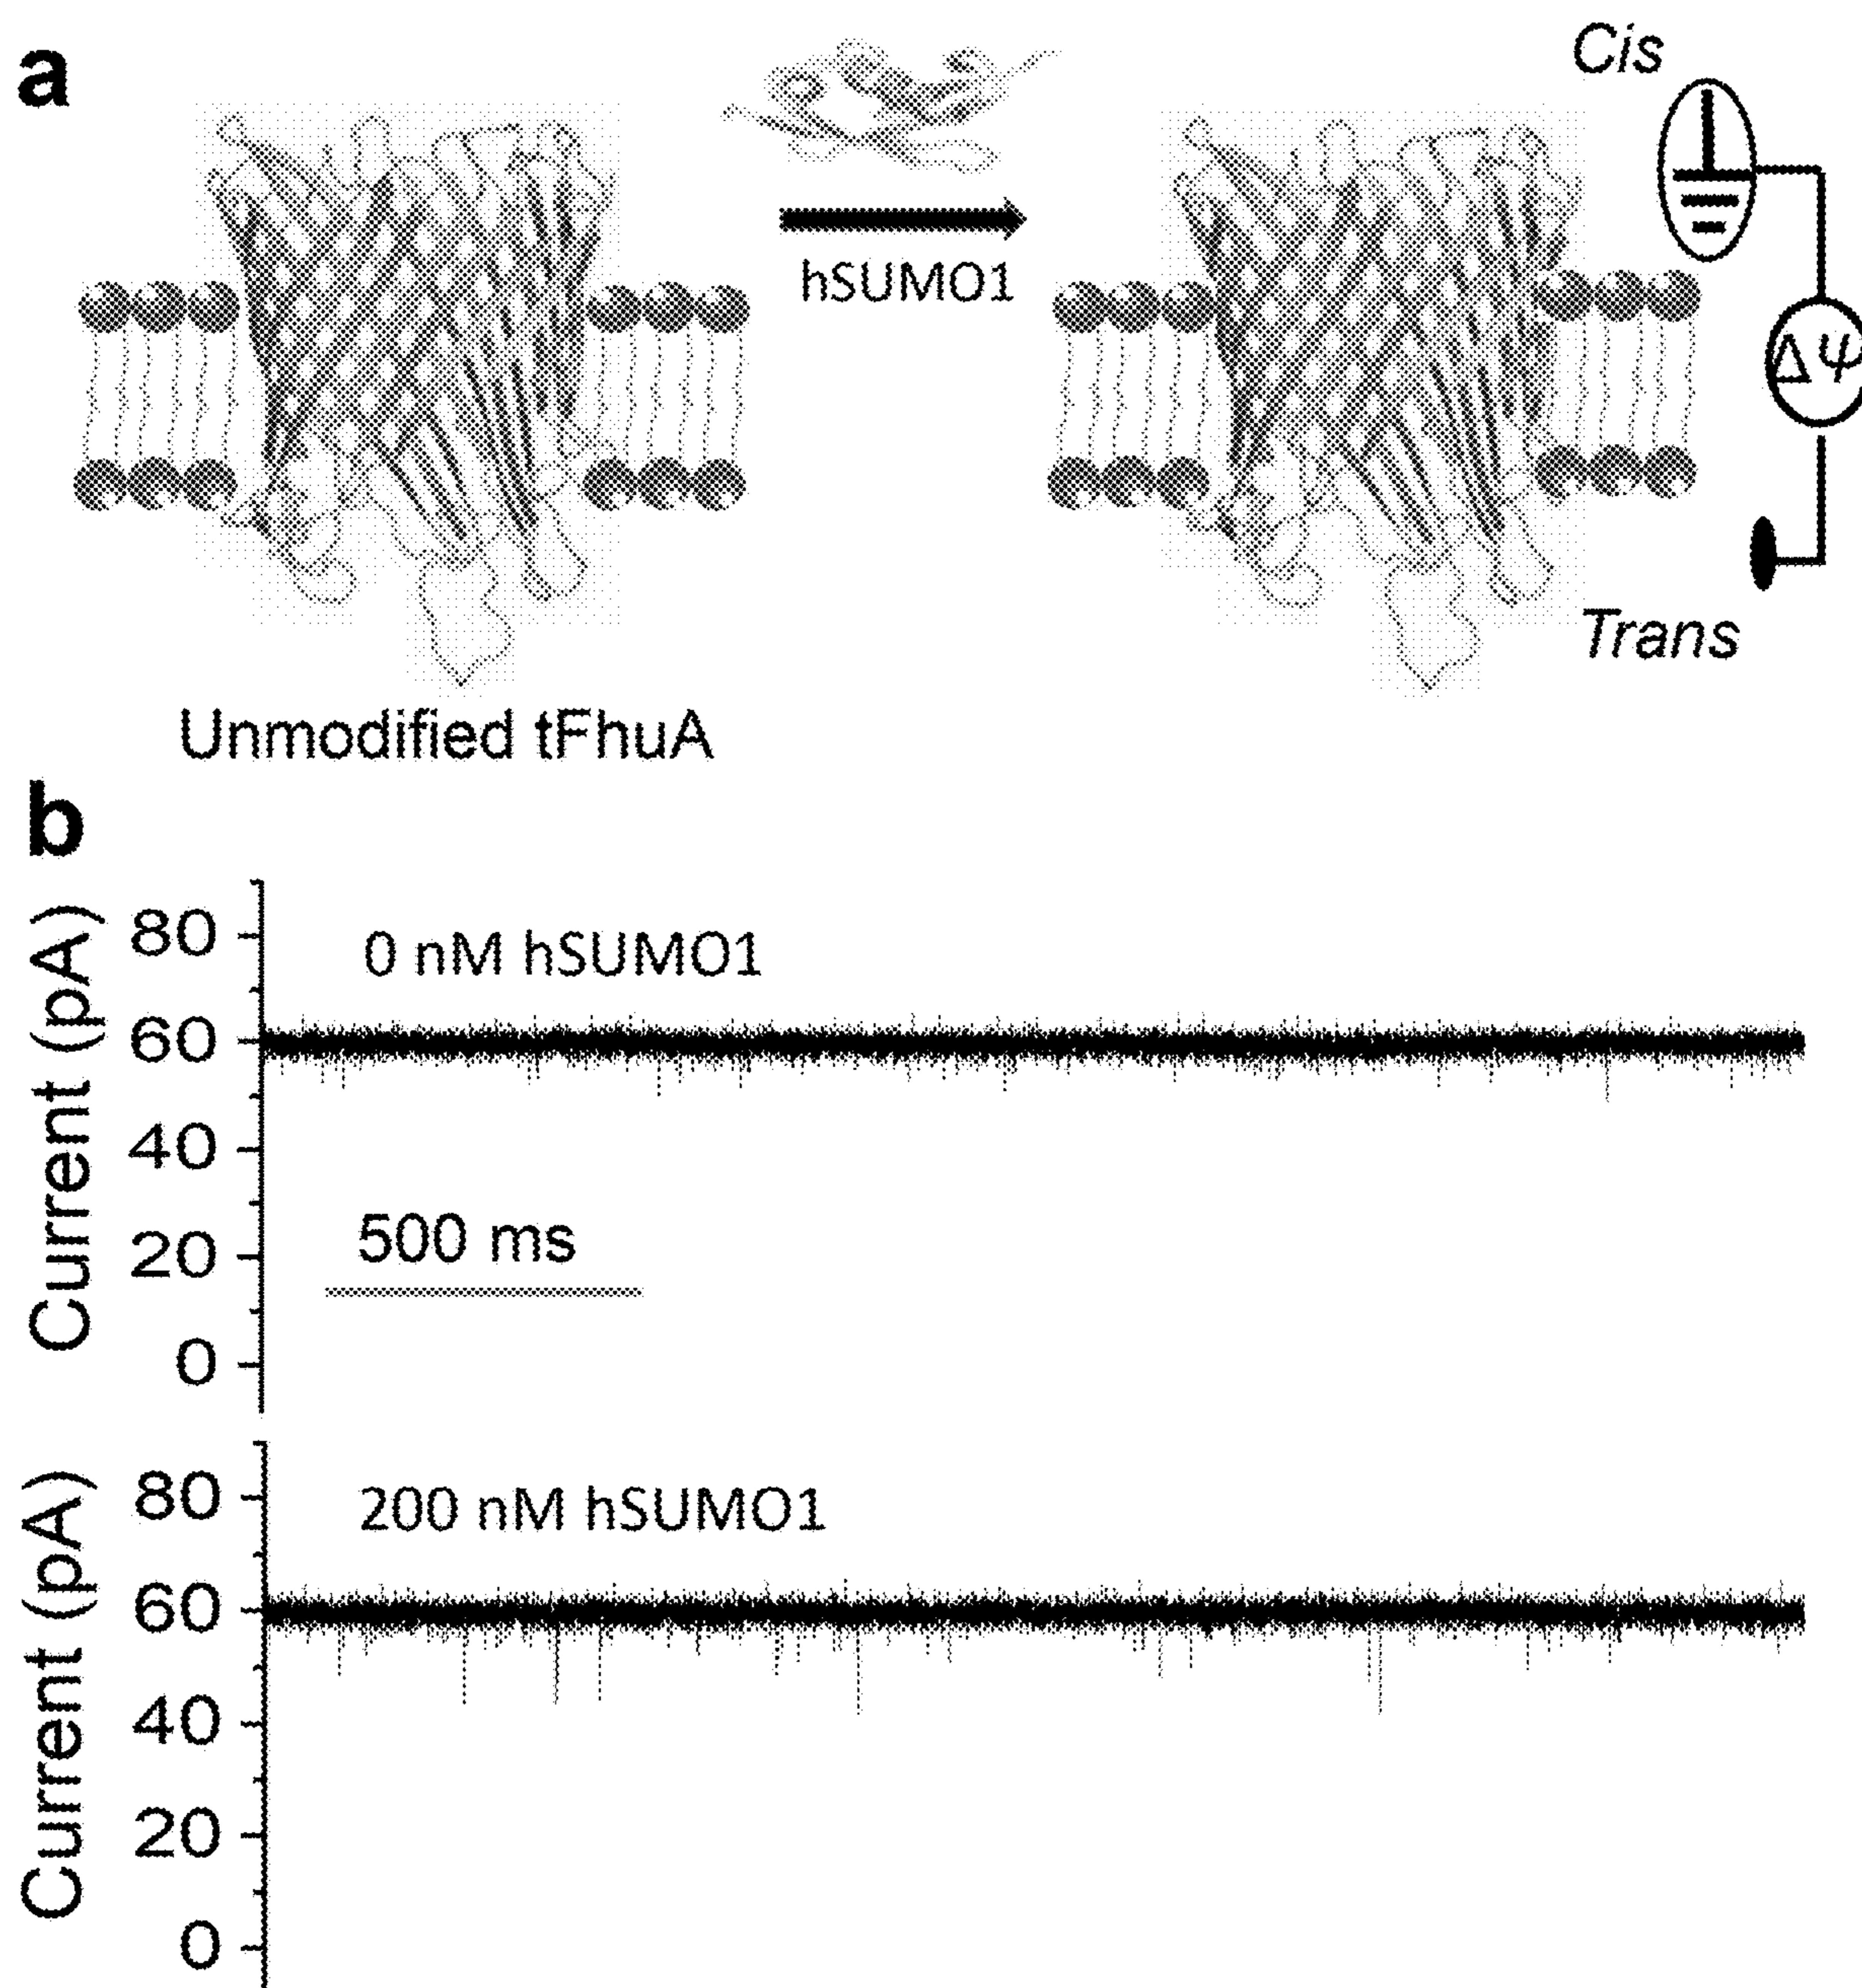 a
Cis
hSUMO1
Δψ
Trans
Unmodified tFhuA
b
Current (pA)
80
60
40
20
0
0 nM hSUMO1
500 ms
Current (pA)
80
60
40
20
0
200 nM hSUMO1